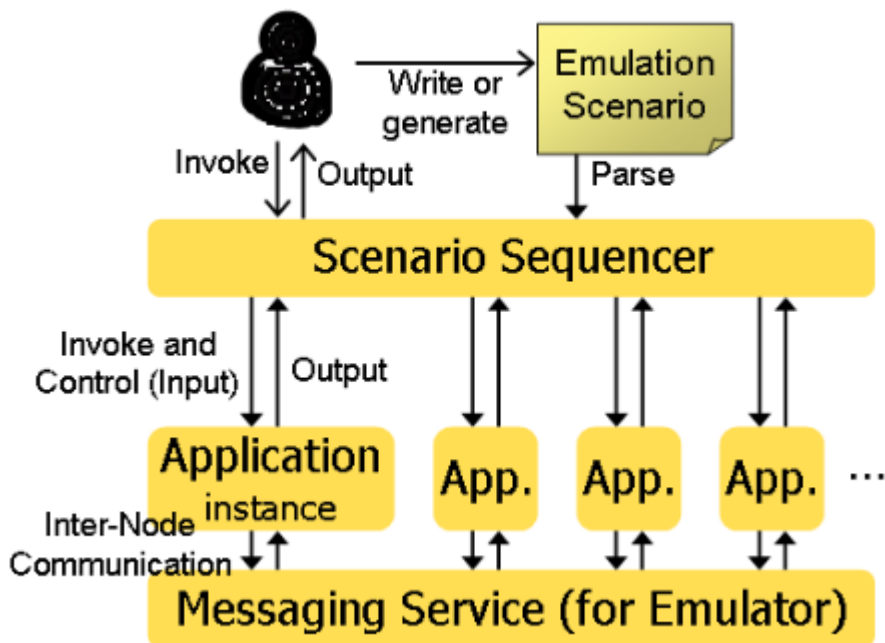 Emulation
Scenario
Write or
generate
Invoke
Output
Parse
Scenario Sequencer
Invoke and
Control (Input)
Output
Application
instance
App.
App.
App.
...
Inter-Node
Communication
Messaging Service (for Emulator)